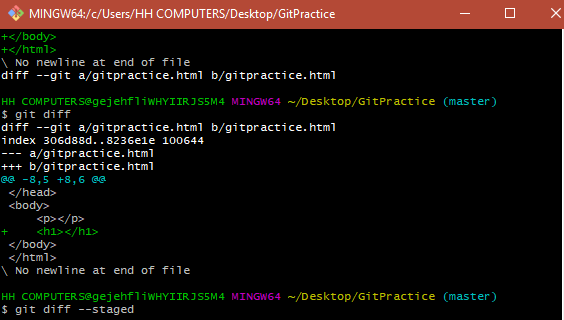 MINGW64:/c/Users/HH COMPUTERS/Desktop/GitPractice
+</body>
+</html>
\ No newline at end of file
diff --git a/gitpractice.html b/gitpractice.html
HH COMPUTERS@gejehfliWHYIIRJS5M4 MINGW64 ~/Desktop/GitPractice (master)
$ git diff
diff --git a/gitpractice.html b/gitpractice.html
index 306d88d..8236e1e 100644
--- a/gitpractice.html
+++ b/gitpractice.html
@@ -8,5 +8,6 @@
 </head>
 <body>
     <p></p>
+    <h1></h1>
 </body>
 </html>
\ No newline at end of file
HH COMPUTERS@gejehfliWHYIIRJS5M4 MINGW64 ~/Desktop/GitPractice (master)
$ git diff --staged